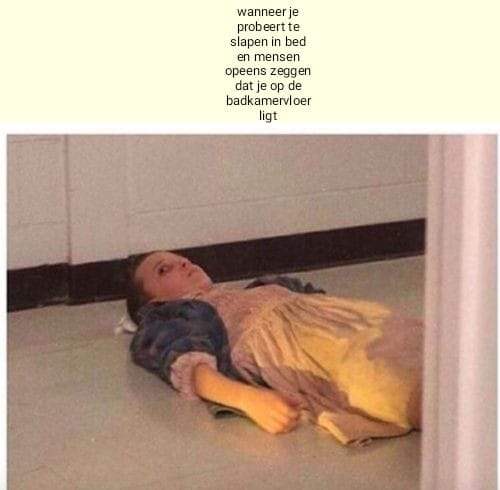 wanneer je
probeert te
slapen in bed
en mensen
opeens zeggen
dat je op de
badkamervloer
ligt